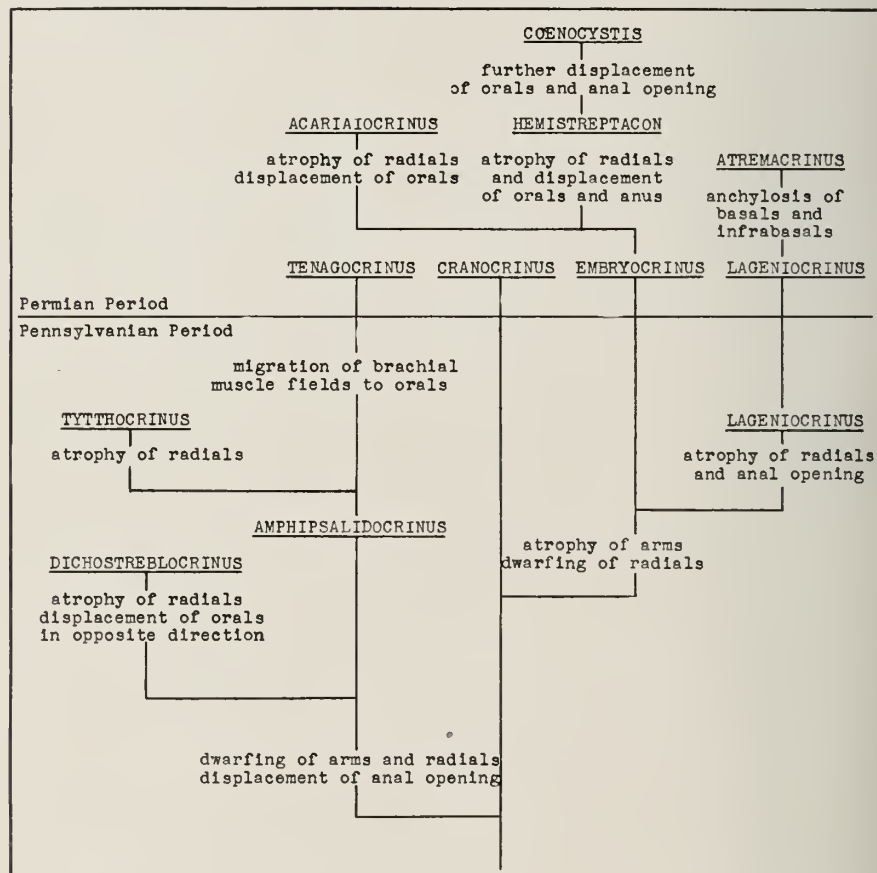 COENOCYSTIS
further displacement
of orals and anal opening
ACARIAIOCRINUS
HEMISTREPTACON
atrophy of radials
displacement of orals
atrophy of radials
and displacement
of orals and anus
ATREMACRINUS
anchylosis of
basals and
infrabasals
TENAGOCRINUS
CRANOCRINUS
EMBRYOCRINUS
LAGENIOCRINUS
Permian Period
Pennsylvanian Period
migration of brachial
muscle fields to orals
TYTTHOCRINUS
atrophy of radials
LAGENIOCRINUS
atrophy of radials
and anal opening
AMPHIPSALIDOCRINUS
atrophy of arms
dwarfing of radials
DICHOSTREBLOCRINUS
atrophy of radials
displacement of orals
in opposite direction
dwarfing of arms and radials
displacement of anal opening